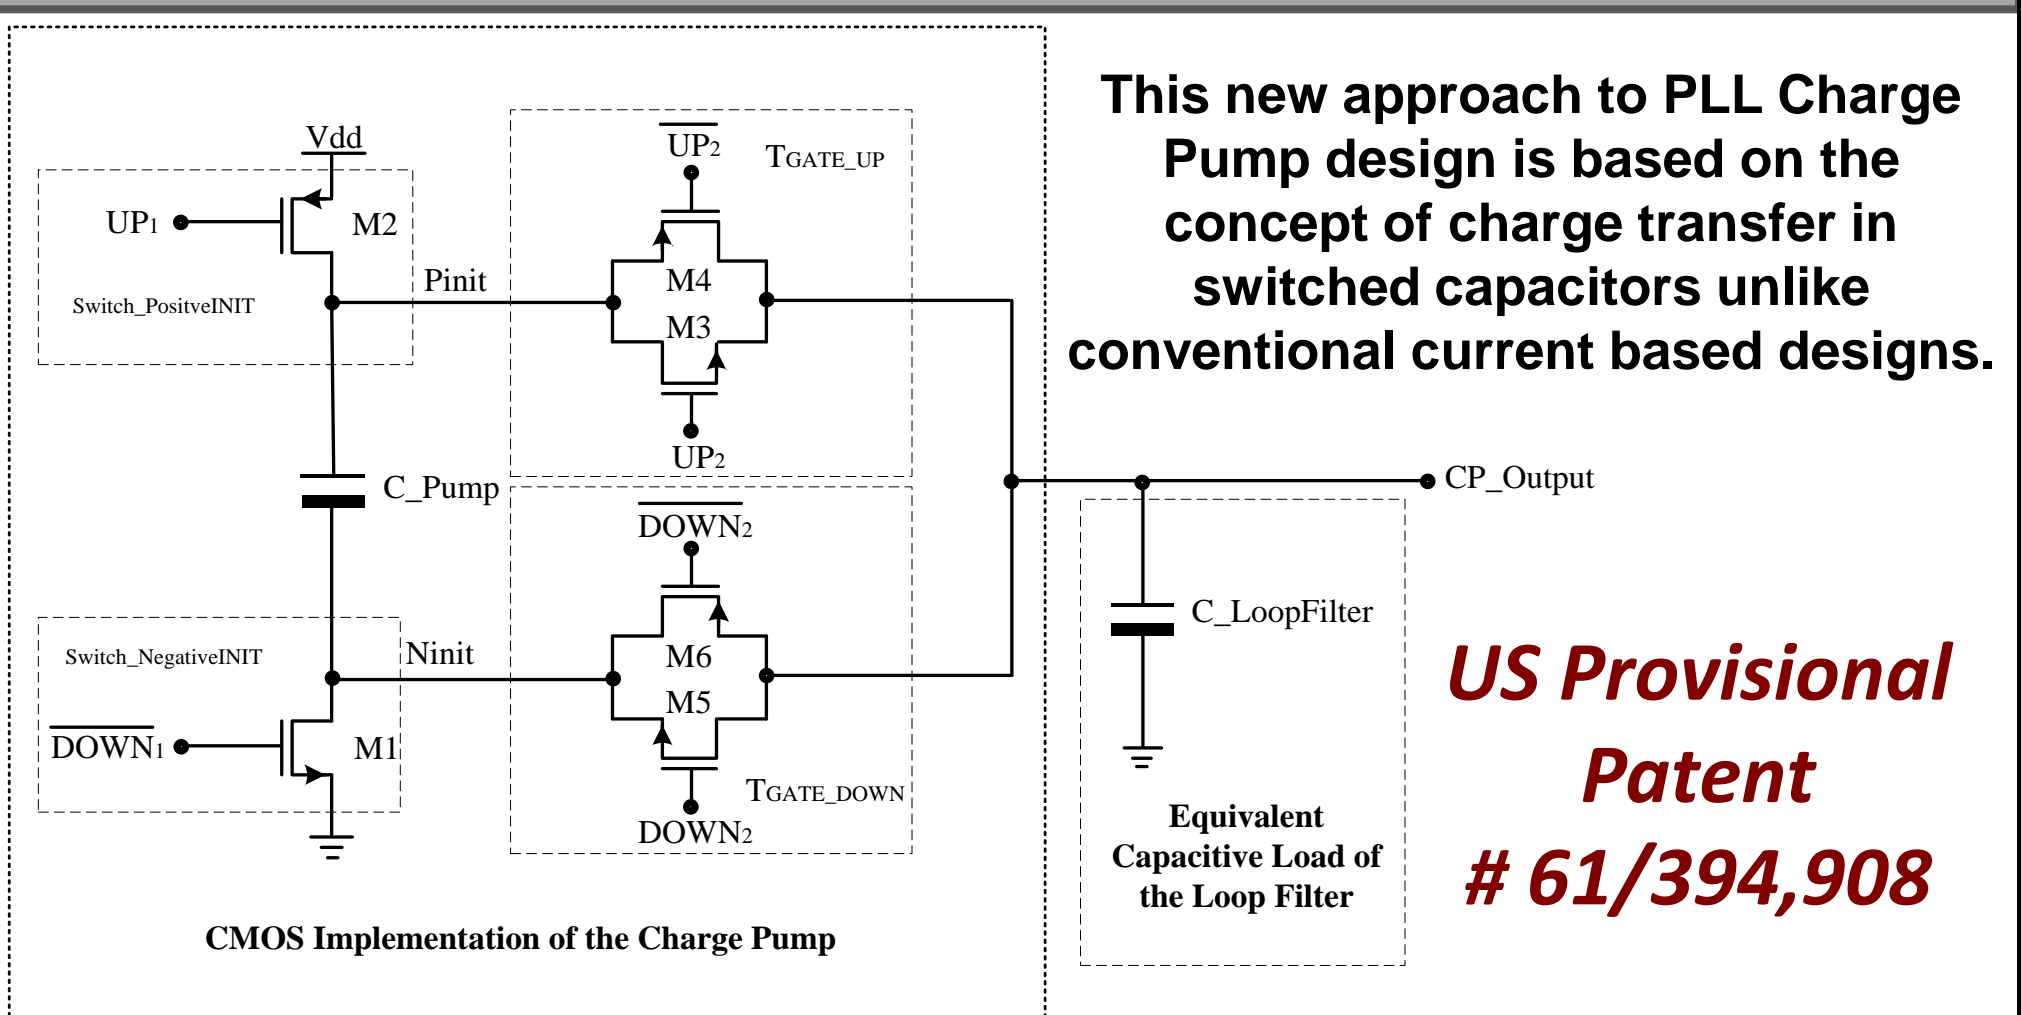 This new approach to PLL Charge
Pump design is based on the
concept of charge transfer in
switched capacitors unlike
conventional current based designs.
Vdd
UP1
M2
Switch_PositveINIT
Pinit
UP2
TGATE_UP
M4
M3
UP2
C_Pump
DOWN2
CP_Output
Switch_NegativeINIT
Ninit
M6
M5
DOWN1
M1
TGATE_DOWN
DOWN2
C_LoopFilter
Equivalent
Capacitive Load of
the Loop Filter
CMOS Implementation of the Charge Pump
US Provisional
Patent
# 61/394,908